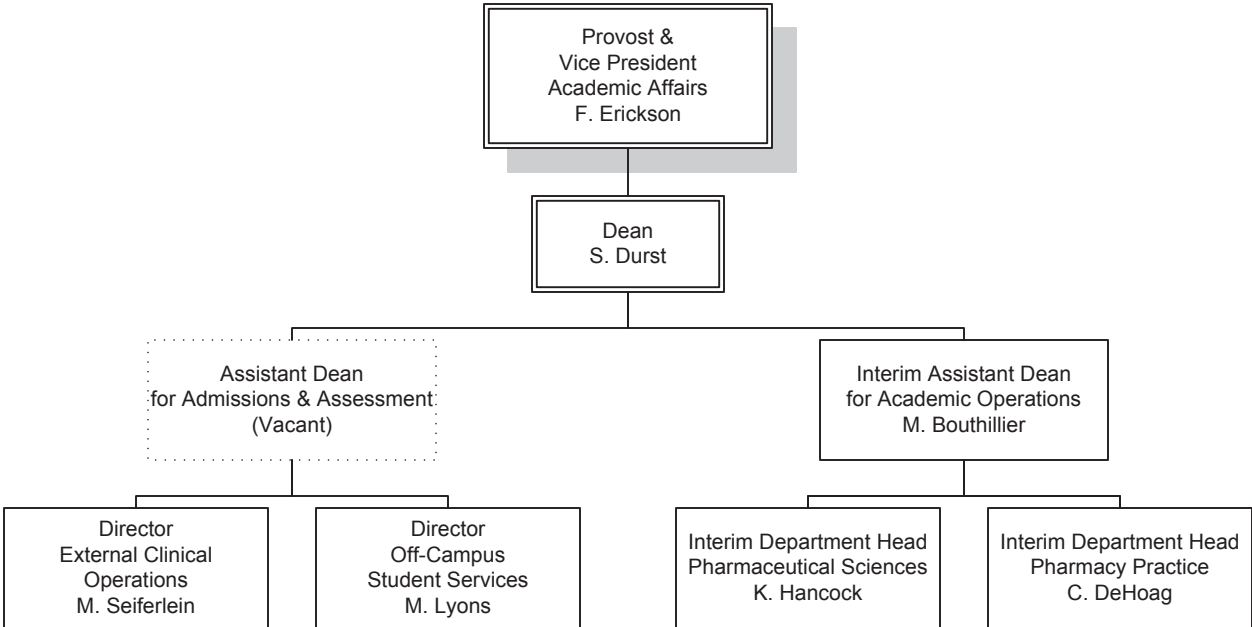 Provost &
Vice President
Academic Affairs
F. Erickson
Dean
S. Durst
Assistant Dean
for Admissions & Assessment
(Vacant)
Interim Assistant Dean
for Academic Operations
M. Bouthillier
Director
External Clinical
Operations
M. Seiferlein
Director
Off-Campus
Student Services
M. Lyons
Interim Department Head
Pharmaceutical Sciences
K. Hancock
Interim Department Head
Pharmacy Practice
C. DeHoag